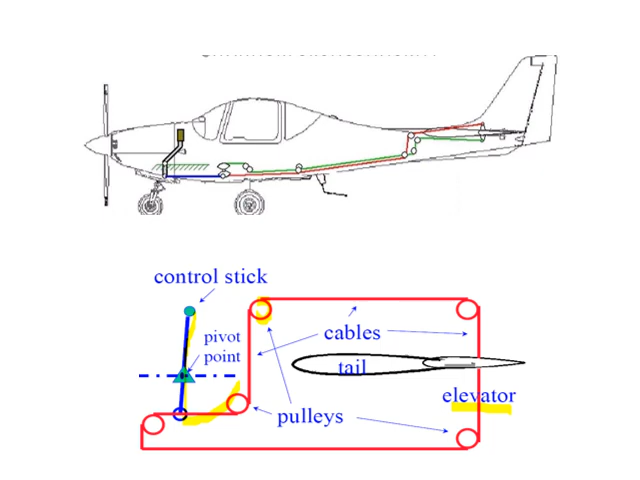 control stick
pivot
point
cables
tail
elevator
pulleys